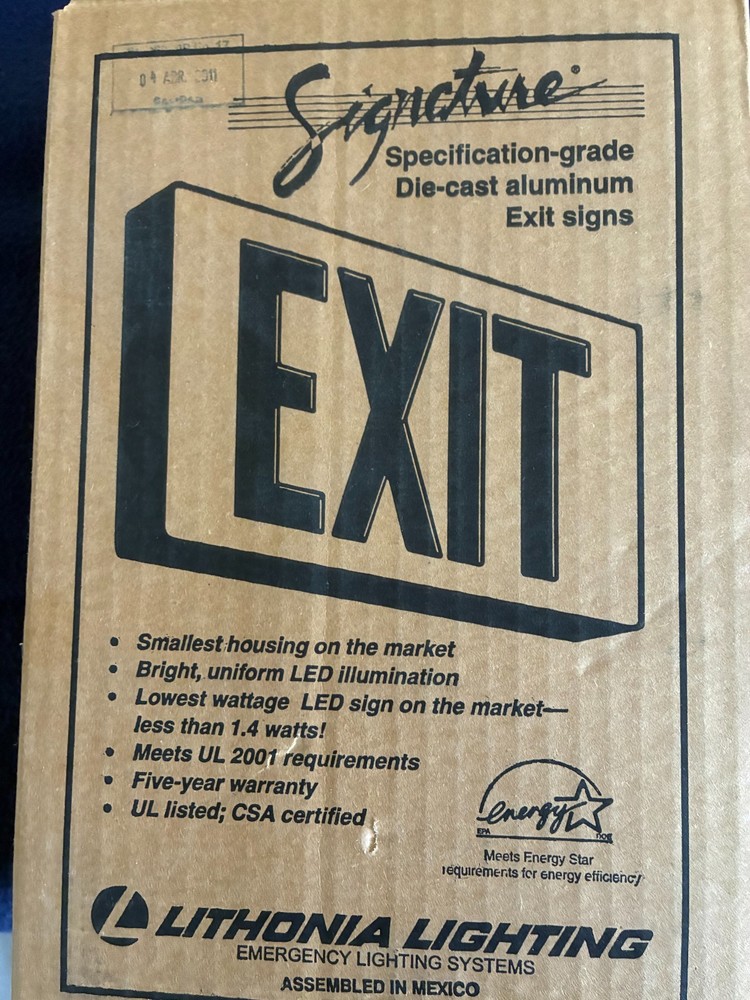 04 ABR. 2011
Signature®
Specification-grade
Die-cast aluminum
Exit signs
EXIT
• Smallest housing on the market
• Bright, uniform LED illumination
• Lowest wattage LED sign on the market—
less than 1.4 watts!
• Meets UL 2001 requirements
• Five-year warranty
• UL listed; CSA certified
energy
EPA DOE
Meets Energy Star
requirements for energy efficiency
LITHONIA LIGHTING
EMERGENCY LIGHTING SYSTEMS
ASSEMBLED IN MEXICO